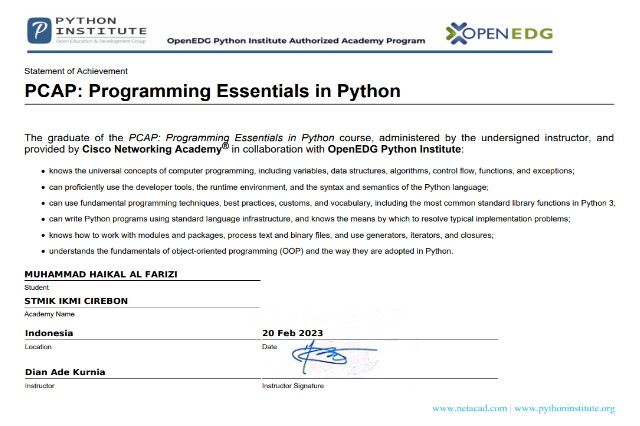 PYTHON
INSTITUTE
Open Education & Development Group
OpenEDG Python Institute Authorized Academy Program
OPENEDG
Statement of Achievement
PCAP: Programming Essentials in Python
The graduate of the PCAP: Programming Essentials in Python course, administered by the undersigned instructor, and
provided by Cisco Networking Academy® in collaboration with OpenEDG Python Institute:
• knows the universal concepts of computer programming, including variables, data structures, algorithms, control flow, functions, and exceptions;
• can proficiently use the developer tools, the runtime environment, and the syntax and semantics of the Python language;
• can use fundamental programming techniques, best practices, customs, and vocabulary, including the most common standard library functions in Python 3;
• can write Python programs using standard language infrastructure, and knows the means by which to resolve typical implementation problems;
• knows how to work with modules and packages, process text and binary files, and use generators, iterators, and closures;
• understands the fundamentals of object-oriented programming (OOP) and the way they are adopted in Python.
MUHAMMAD HAIKAL AL FARIZI
Student
STMIK IKMI CIREBON
Academy Name
Indonesia 20 Feb 2023
Location Date
Dian Ade Kurnia
Instructor Instructor Signature
www.netacad.com | www.pythoninstitute.org